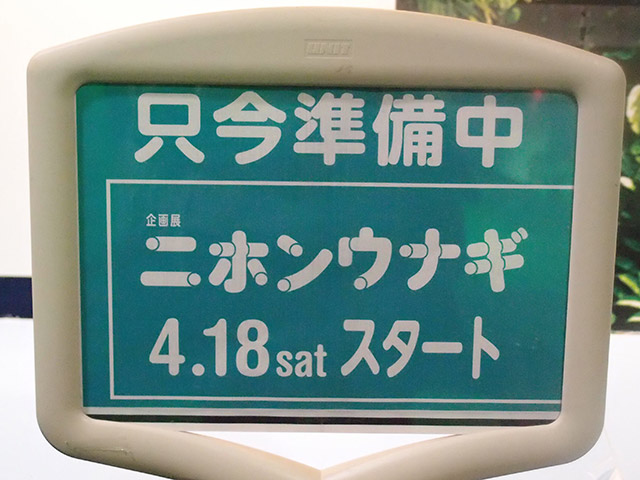 只今準備中
企画展
ニホンウナギ
4.18sat スタート